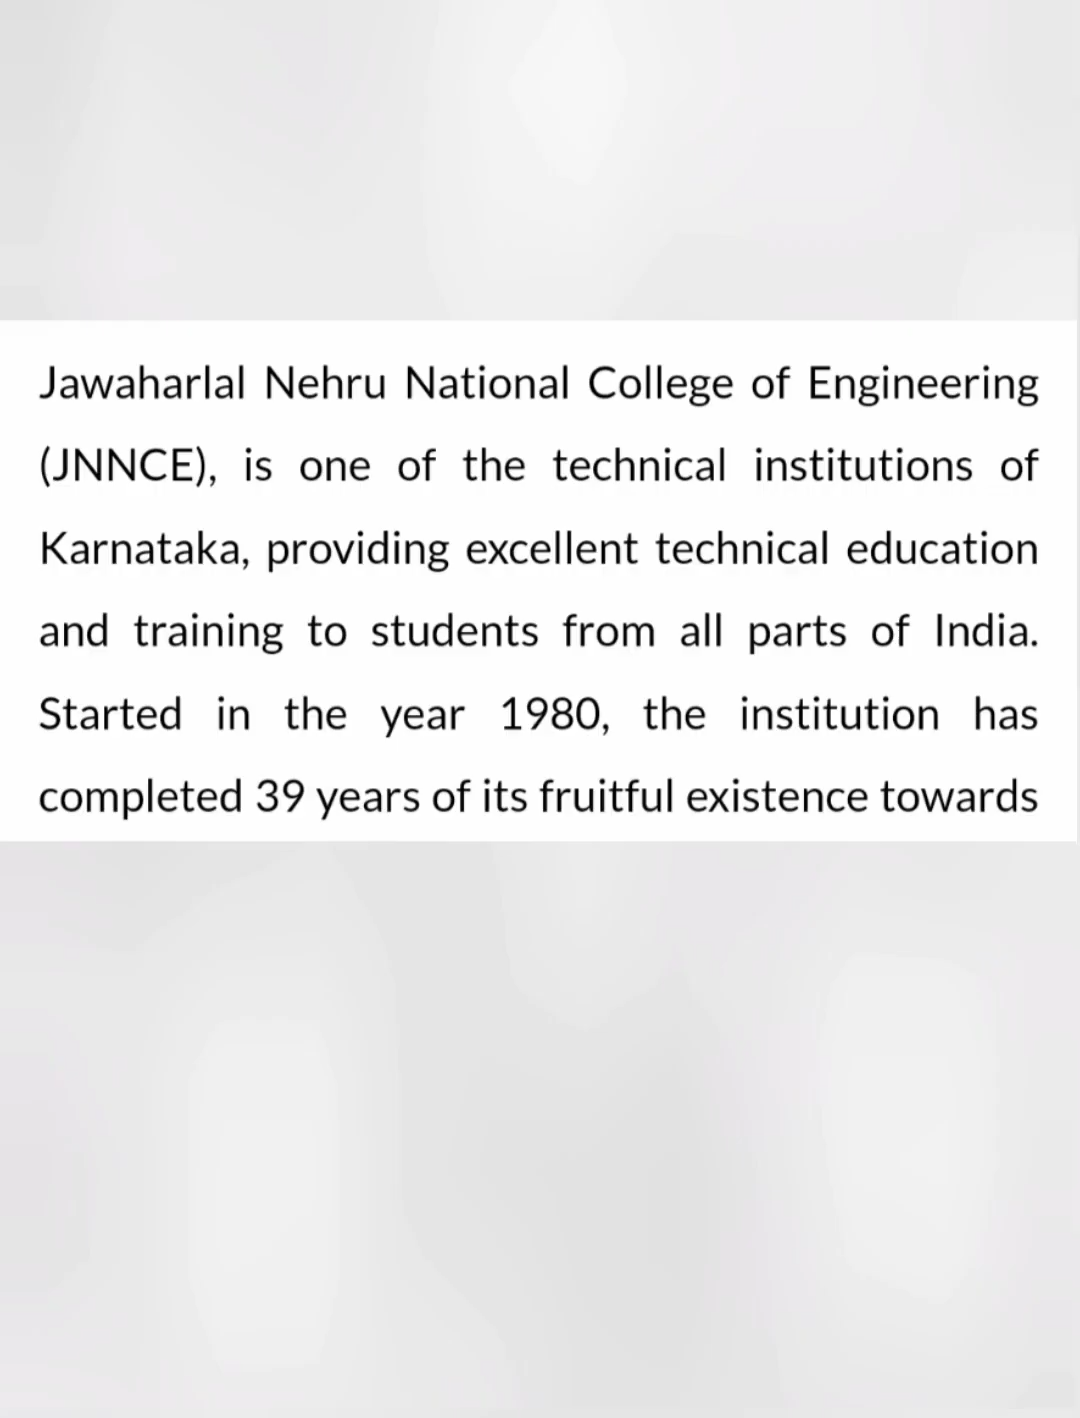 Jawaharlal Nehru National College of Engineering
(JNNCE), is one of the technical institutions of
Karnataka, providing excellent technical education
and training to students from all parts of India.
Started in the year 1980, the institution has
completed 39 years of its fruitful existence towards